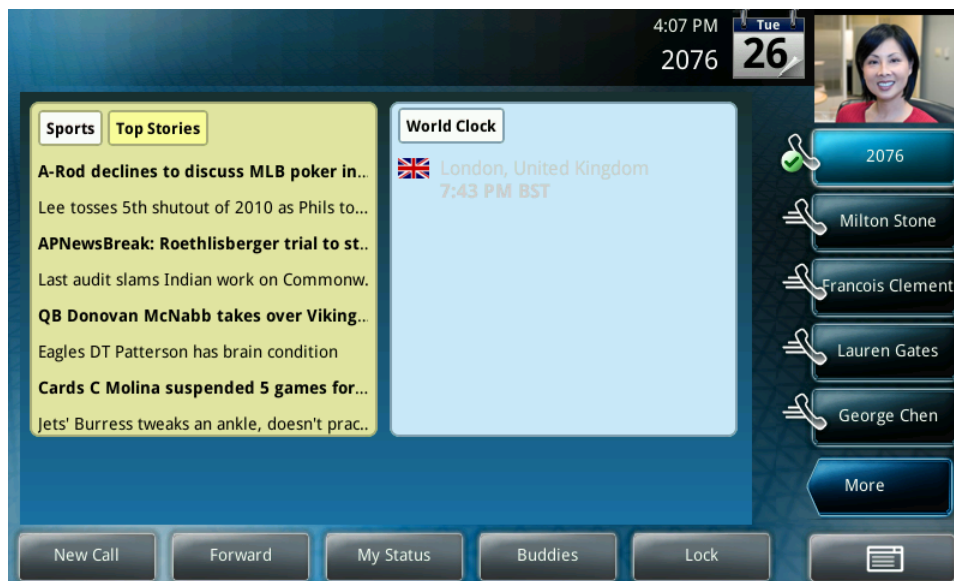 4:07 PM
2076
Tue
26
Sports
Top Stories
A-Rod declines to discuss MLB poker in..
Lee tosses 5th shutout of 2010 as Phils to...
APNewsBreak: Roethlisberger trial to st..
Last audit slams Indian work on Commonw.
QB Donovan McNabb takes over Viking..
Eagles DT Patterson has brain condition
Cards C Molina suspended 5 games for...
Jets' Burress tweaks an ankle, doesn't prac..
World Clock
London, United Kingdom
7:43 PM BST
2076
Milton Stone
Francois Clement
Lauren Gates
George Chen
More
New Call
Forward
My Status
Buddies
Lock